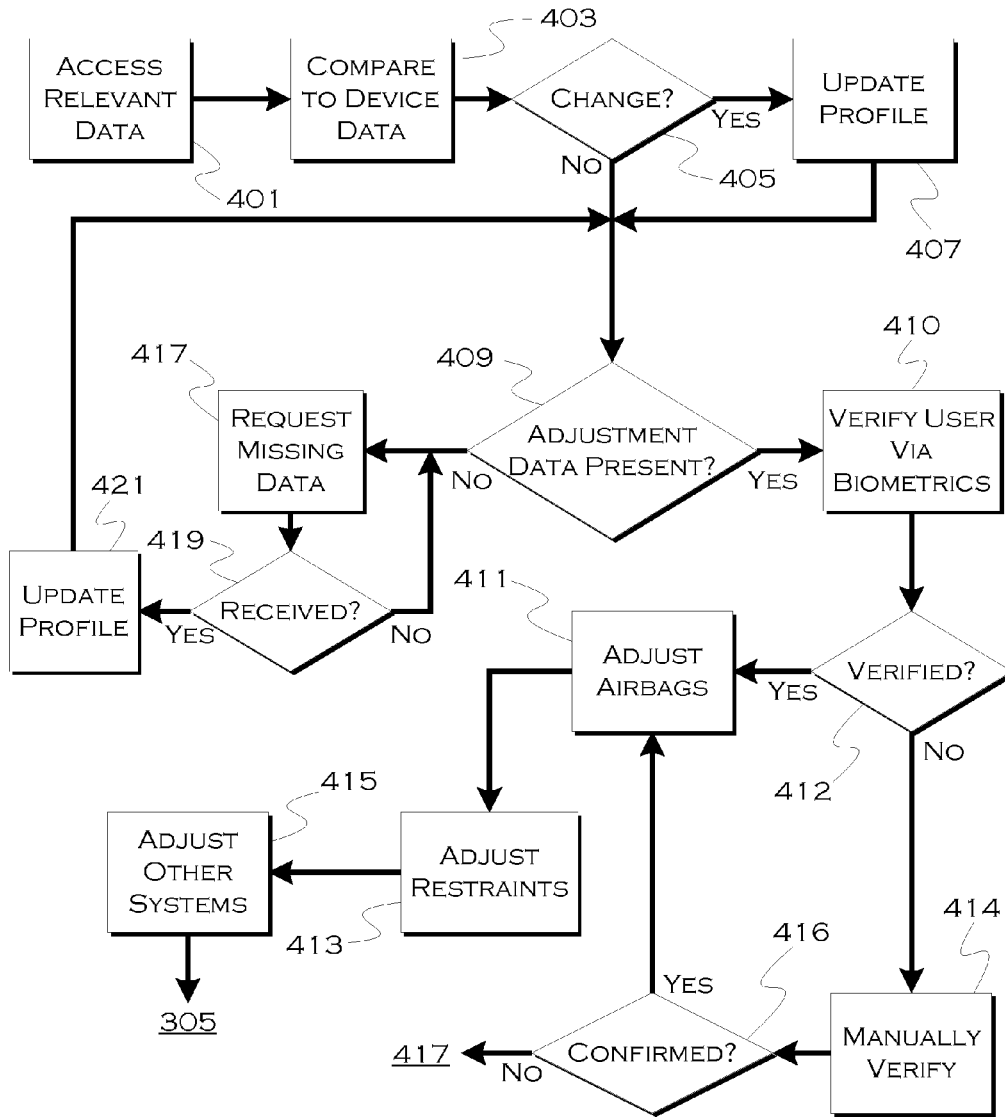 403
ACCESS
RELEVANT
DATA
COMPARE
TO DEVICE
DATA
CHANGE?
YES
UPDATE
PROFILE
NO
401
405
407
417
409
410
REQUEST
MISSING
DATA
NO
ADJUSTMENT
DATA PRESENT?
YES
VERIFY USER
VIA
BIOMETRICS
421
419
UPDATE
PROFILE
YES
RECEIVED?
NO
411
ADJUST
AIRBAGS
YES
VERIFIED?
NO
412
415
ADJUST
OTHER
SYSTEMS
ADJUST
RESTRAINTS
413
416
414
YES
305
417
NO
CONFIRMED?
MANUALLY
VERIFY